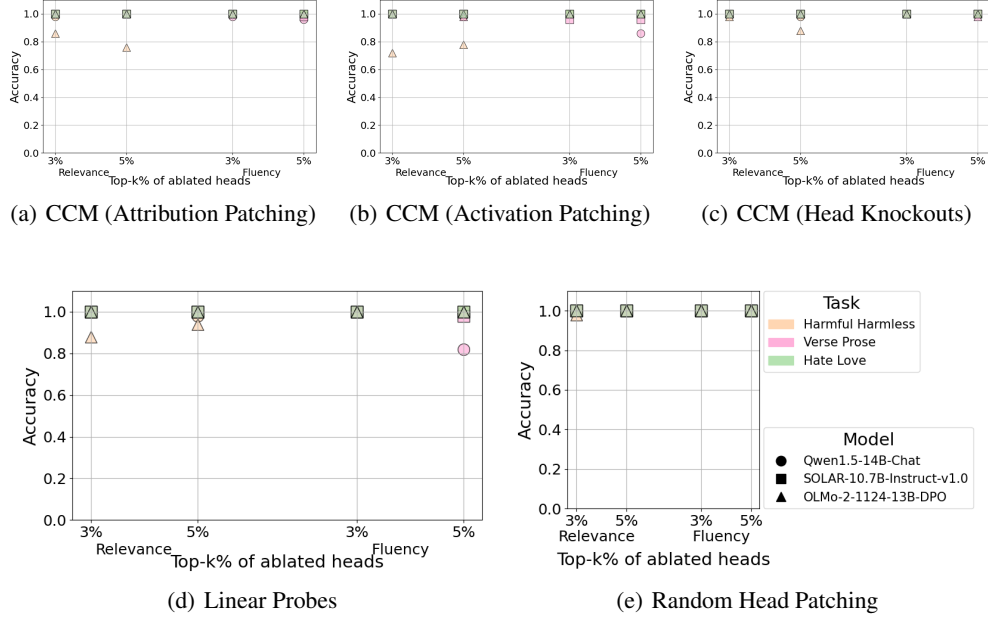 1.0
0.8
0.6
0.4
0.2
0.0
Accuracy
3% 5% 3% 5%
Relevance Fluency
Top-k% of ablated heads
(a) CCM (Attribution Patching)
1.0
0.8
0.6
0.4
0.2
0.0
Accuracy
3% 5% 3% 5%
Relevance Fluency
Top-k% of ablated heads
(b) CCM (Activation Patching)
1.0
0.8
0.6
0.4
0.2
0.0
Accuracy
3% 5% 3% 5%
Relevance Fluency
Top-k% of ablated heads
(c) CCM (Head Knockouts)
1.0
0.8
0.6
0.4
0.2
0.0
Accuracy
3% 5% 3% 5%
Relevance Fluency
Top-k% of ablated heads
(d) Linear Probes
1.0
0.8
0.6
0.4
0.2
0.0
Accuracy
3% 5% 3% 5%
Relevance Fluency
Top-k% of ablated heads
(e) Random Head Patching
Task
Harmful Harmless
Verse Prose
Hate Love
Model
Qwen1.5-14B-Chat
SOLAR-10.7B-Instruct-v1.0
OLMo-2-1124-13B-DPO